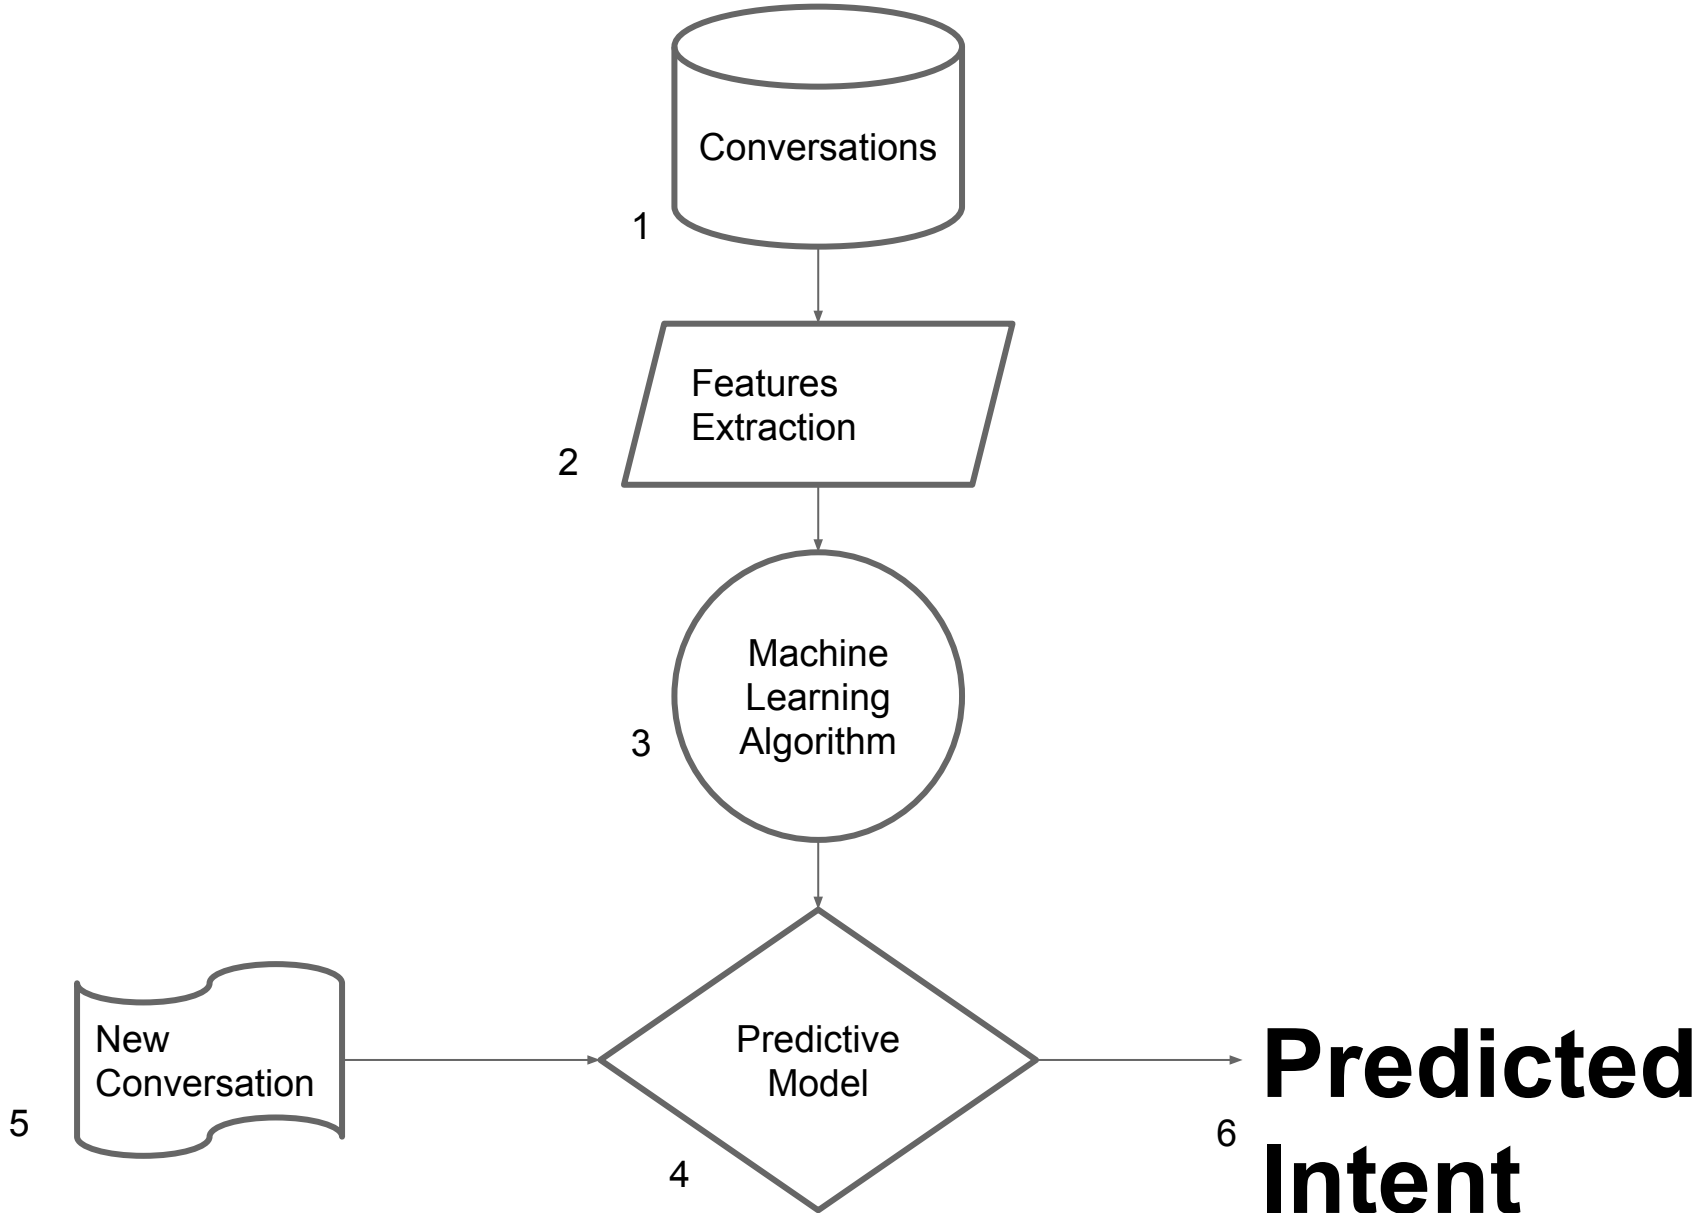 Conversations
1
Features
Extraction
2
Machine
Learning
Algorithm
3
New
Conversation
5
Predictive
Model
4
Predicted
Intent
6